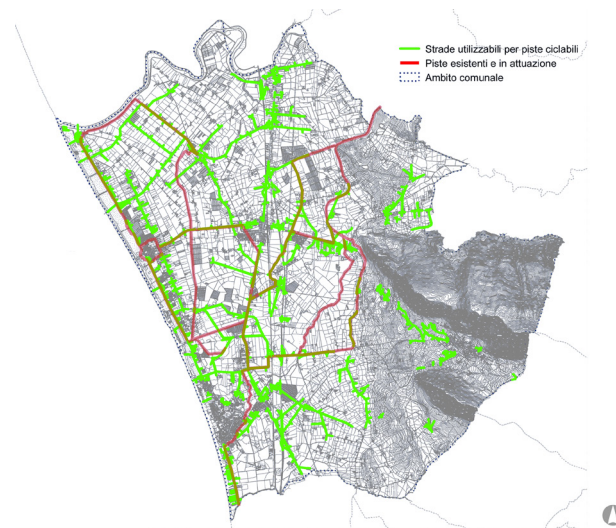 Strade utilizzabili per piste ciclabili
Piste esistenti e in attuazione
Ambito comunale